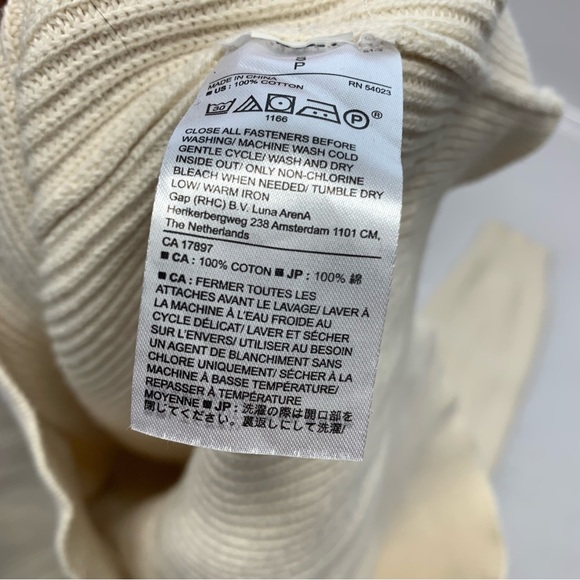 P
MADE IN CHINA RN 54023
■ US : 100% COTTON
30 P ®
1166
CLOSE ALL FASTENERS BEFORE
WASHING/ MACHINE WASH COLD
GENTLE CYCLE/ WASH AND DRY
INSIDE OUT/ ONLY NON-CHLORINE
BLEACH WHEN NEEDED/ TUMBLE DRY
LOW/ WARM IRON
Gap (RHC) B.V. Luna ArenA
Herikerbergweg 238 Amsterdam 1101 CM,
The Netherlands
CA 17897
■ CA : 100% COTON ■ JP : 100% 綿
■ CA : FERMER TOUTES LES
ATTACHES AVANT LE LAVAGE/ LAVER À
LA MACHINE À L'EAU FROIDE AU
CYCLE DÉLICAT/ LAVER ET SÉCHER
SUR L'ENVERS/ UTILISER AU BESOIN
UN AGENT DE BLANCHIMENT SANS
CHLORE UNIQUEMENT/ SÉCHER À LA
MACHINE À BASSE TEMPÉRATURE/
REPASSER À TEMPÉRATURE
MOYENNE ■ JP : 洗濯の際は開口部を
閉じてください。裏返しにして洗濯/